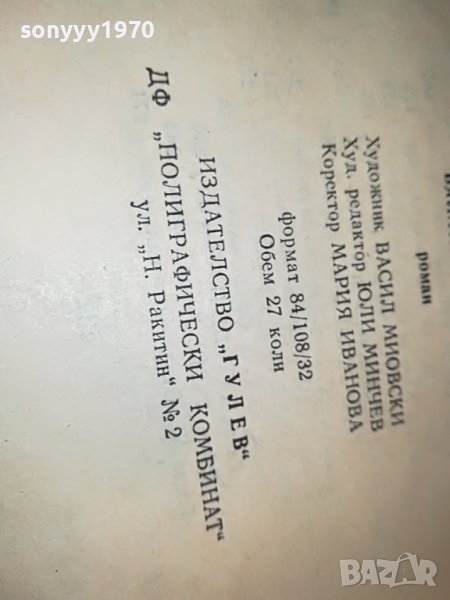 sonyyy1970
роман
Художник ВАСИЛ МИОВСКИ
Худ. редактор ЮЛИ МИНЧЕВ
Коректор МАРИЯ ИВАНОВА
формат 84/108/32
Обем 27 коли
ИЗДАТЕЛСТВО „ГУЛЕВ“
ДФ „ПОЛИГРАФИЧЕСКИ КОМБИНАТ“
ул. „Н. Ракитин“ № 2
BAZAR